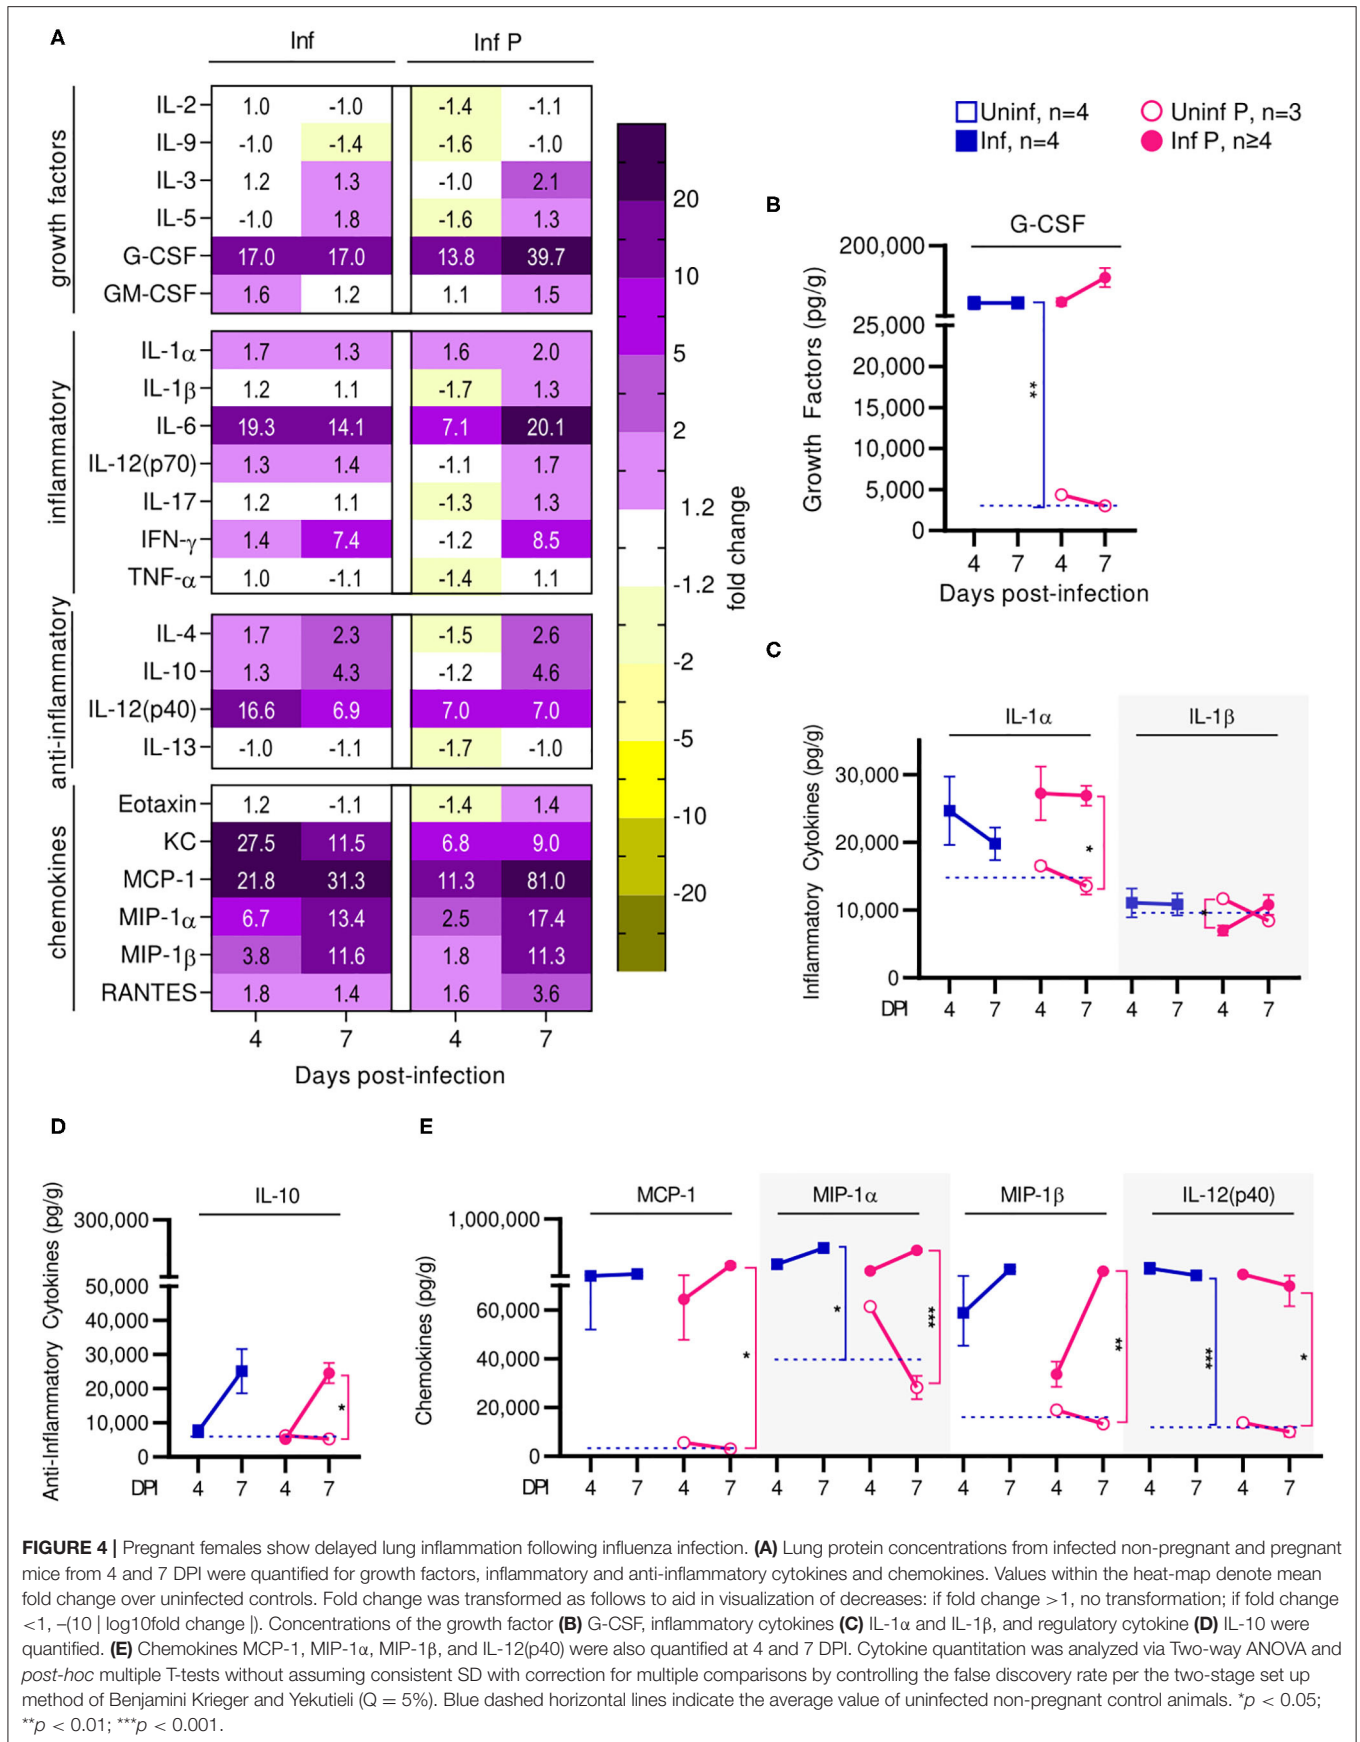 A
Inf
Inf P
growth factors
IL-2 1.0 -1.0 -1.4 -1.1
IL-9 -1.0 -1.4 -1.6 -1.0
IL-3 1.2 1.3 -1.0 2.1
IL-5 -1.0 1.8 -1.6 1.3
G-CSF 17.0 17.0 13.8 39.7
GM-CSF 1.6 1.2 1.1 1.5
inflammatory
IL-1α 1.7 1.3 1.6 2.0
IL-1β 1.2 1.1 -1.7 1.3
IL-6 19.3 14.1 7.1 20.1
IL-12(p70) 1.3 1.4 -1.1 1.7
IL-17 1.2 1.1 -1.3 1.3
IFN-γ 1.4 7.4 -1.2 8.5
TNF-α 1.0 -1.1 -1.4 1.1
anti-inflammatory
IL-4 1.7 2.3 -1.5 2.6
IL-10 1.3 4.3 -1.2 4.6
IL-12(p40) 16.6 6.9 7.0 7.0
IL-13 -1.0 -1.1 -1.7 -1.0
chemokines
Eotaxin 1.2 -1.1 -1.4 1.4
KC 27.5 11.5 6.8 9.0
MCP-1 21.8 31.3 11.3 81.0
MIP-1α 6.7 13.4 2.5 17.4
MIP-1β 3.8 11.6 1.8 11.3
RANTES 1.8 1.4 1.6 3.6
4 7 4 7
Days post-infection
20
10
5
2
1.2
-1.2
-2
-5
-10
-20
fold change
Uninf, n=4
Uninf P, n=3
Inf, n=4
Inf P, n≥4
B
G-CSF
Growth Factors (pg/g)
200,000
25,000
20,000
15,000
10,000
5,000
0
**
4 7 4 7
Days post-infection
C
IL-1α
IL-1β
Inflammatory Cytokines (pg/g)
30,000
20,000
10,000
0
*
*
DPI 4 7 4 7 4 7 4 7
D
IL-10
Anti-Inflammatory Cytokines (pg/g)
300,000
50,000
40,000
30,000
20,000
10,000
0
*
DPI 4 7 4 7
E
MCP-1
MIP-1α
MIP-1β
IL-12(p40)
Chemokines (pg/g)
1,000,000
60,000
40,000
20,000
0
*
*
***
**
***
*
DPI 4 7 4 7 4 7 4 7 4 7 4 7 4 7 4 7
FIGURE 4 | Pregnant females show delayed lung inflammation following influenza infection. (A) Lung protein concentrations from infected non-pregnant and pregnant
mice from 4 and 7 DPI were quantified for growth factors, inflammatory and anti-inflammatory cytokines and chemokines. Values within the heat-map denote mean
fold change over uninfected controls. Fold change was transformed as follows to aid in visualization of decreases: if fold change >1, no transformation; if fold change
<1, –(10 | log10fold change |). Concentrations of the growth factor (B) G-CSF, inflammatory cytokines (C) IL-1α and IL-1β, and regulatory cytokine (D) IL-10 were
quantified. (E) Chemokines MCP-1, MIP-1α, MIP-1β, and IL-12(p40) were also quantified at 4 and 7 DPI. Cytokine quantitation was analyzed via Two-way ANOVA and
post-hoc multiple T-tests without assuming consistent SD with correction for multiple comparisons by controlling the false discovery rate per the two-stage set up
method of Benjamini Krieger and Yekutieli (Q = 5%). Blue dashed horizontal lines indicate the average value of uninfected non-pregnant control animals. *p < 0.05;
**p < 0.01; ***p < 0.001.